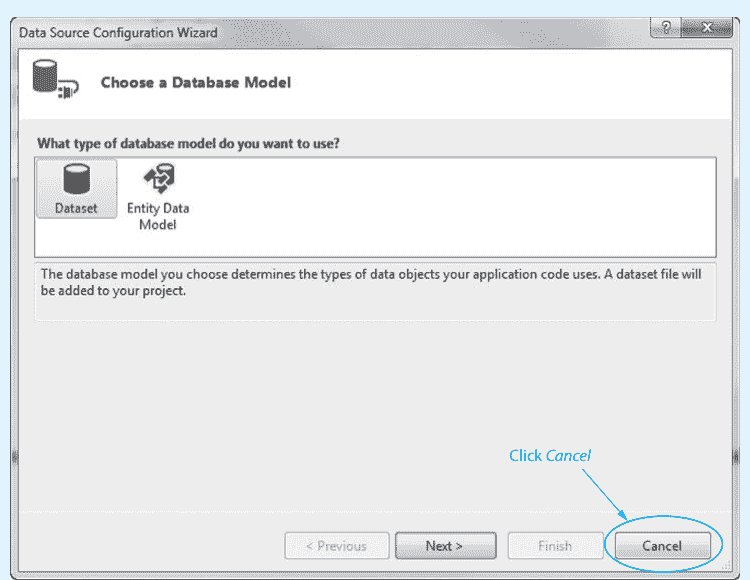 Data Source Configuration Wizard
?
Choose a Database Model
What type of database model do you want to use?
Dataset
Entity Data
Model
The database model you choose determines the types of data objects your application code uses. A dataset file will
be added to your project.
Click Cancel
< Previous
Next >
Finish
Cancel